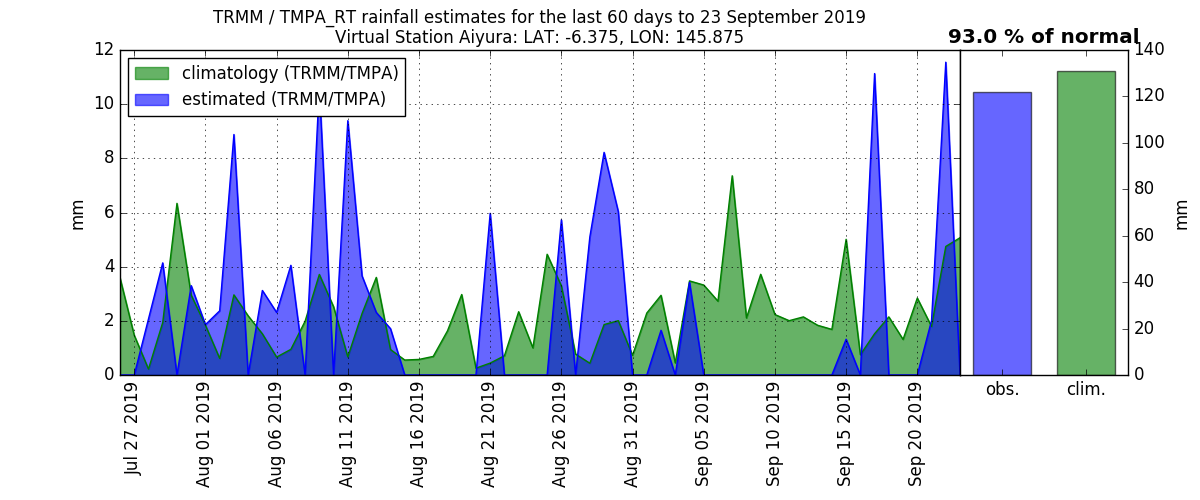 TRMM / TMPA_RT rainfall estimates for the last 60 days to 23 September 2019
Virtual Station Aiyura: LAT: -6.375, LON: 145.875
93.0 % of normal
climatology (TRMM/TMPA)
estimated (TRMM/TMPA)
12
10
8
6
4
2
0
mm
Jul 27 2019
Aug 01 2019
Aug 06 2019
Aug 11 2019
Aug 16 2019
Aug 21 2019
Aug 26 2019
Aug 31 2019
Sep 05 2019
Sep 10 2019
Sep 15 2019
Sep 20 2019
obs.
clim.
140
120
100
80
60
40
20
0
mm